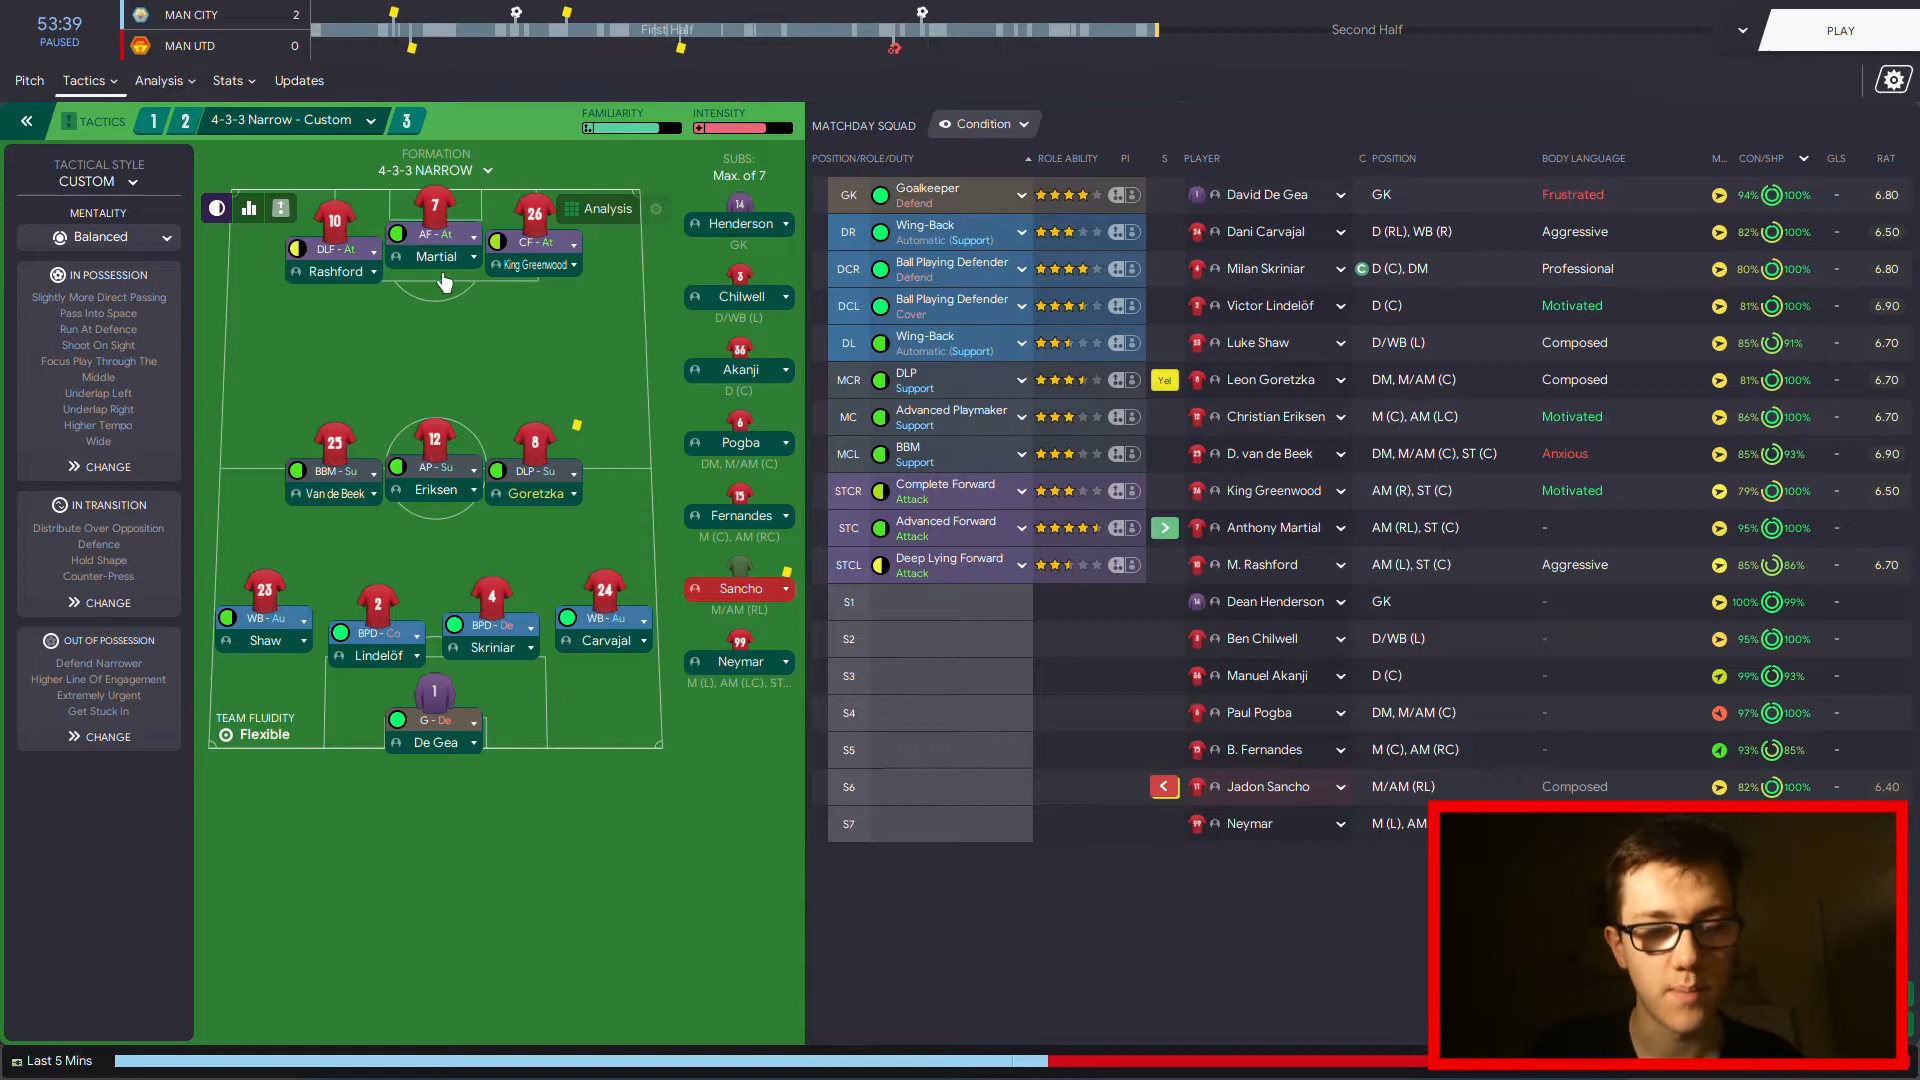 53:39
PAUSED
MAN CITY 2
MAN UTD 0
First Half
Second Half
PLAY
Pitch Tactics Analysis Stats Updates
TACTICS 1 2 4-3-3 Narrow - Custom 3
FAMILIARITY
INTENSITY
TACTICAL STYLE
CUSTOM
MENTALITY
Balanced
IN POSSESSION
Slightly More Direct Passing
Pass Into Space
Run At Defence
Shoot On Sight
Focus Play Through The
Middle
Underlap Left
Underlap Right
Higher Tempo
Wide
CHANGE
IN TRANSITION
Distribute Over Opposition
Defence
Hold Shape
Counter-Press
CHANGE
OUT OF POSSESSION
Defend Narrower
Higher Line Of Engagement
Extremely Urgent
Get Stuck In
CHANGE
FORMATION
4-3-3 NARROW
Analysis
10
DLF - At
Rashford
7
AF - At
Martial
26
CF - At
King Greenwood
25
BBM - Su
Van de Beek
12
AP - Su
Eriksen
8
DLP - Su
Goretzka
23
WB - Au
Shaw
2
BPD - Co
Lindelöf
4
BPD - De
Skriniar
24
WB - Au
Carvajal
1
G - De
De Gea
TEAM FLUIDITY
Flexible
SUBS:
Max. of 7
14
Henderson
GK
3
Chilwell
D/WB (L)
36
Akanji
D (C)
6
Pogba
DM, M/AM (C)
15
Fernandes
M (C), AM (RC)
Sancho
M/AM (RL)
99
Neymar
M (L), AM (LC), ST...
MATCHDAY SQUAD Condition
POSITION/ROLE/DUTY ROLE ABILITY PI S PLAYER C POSITION BODY LANGUAGE M... CON/SHP GLS RAT
GK Goalkeeper David De Gea GK Frustrated 94% 100% - 6.80
Defend
DR Wing-Back Dani Carvajal D (RL), WB (R) Aggressive 82% 100% - 6.50
Automatic (Support)
DCR Ball Playing Defender Milan Skriniar C D (C), DM Professional 80% 100% - 6.80
Defend
DCL Ball Playing Defender Victor Lindelöf D (C) Motivated 81% 100% - 6.90
Cover
DL Wing-Back Luke Shaw D/WB (L) Composed 85% 91% - 6.70
Automatic (Support)
MCR DLP Yel Leon Goretzka DM, M/AM (C) Composed 81% 100% - 6.70
Support
MC Advanced Playmaker Christian Eriksen M (C), AM (LC) Motivated 86% 100% - 6.70
Support
MCL BBM D. van de Beek DM, M/AM (C), ST (C) Anxious 85% 93% - 6.90
Support
STCR Complete Forward King Greenwood AM (R), ST (C) Motivated 79% 100% - 6.50
Attack
STC Advanced Forward Anthony Martial AM (RL), ST (C) - 95% 100% -
Attack
STCL Deep Lying Forward M. Rashford AM (L), ST (C) Aggressive 85% 86% - 6.70
Attack
S1 Dean Henderson GK - 100% 99% -
S2 Ben Chilwell D/WB (L) - 95% 100% -
S3 Manuel Akanji D (C) - 99% 93% -
S4 Paul Pogba DM, M/AM (C) - 97% 100% -
S5 B. Fernandes M (C), AM (RC) - 93% 85% -
S6 Jadon Sancho M/AM (RL) Composed 82% 100% - 6.40
S7 Neymar M (L), AM
Last 5 Mins